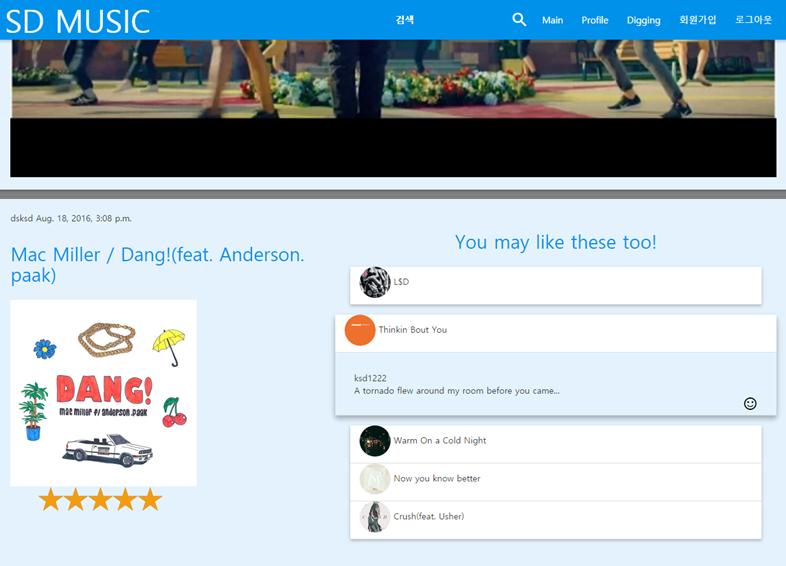 SD MUSIC
검색
Main
Profile
Digging
회원가입
로그아웃
dsksd Aug. 18, 2016, 3:08 p.m.
Mac Miller / Dang!(feat. Anderson.
paak)
DANG!
mac miller f/ anderson .paak
You may like these too!
L$D
Thinkin Bout You
ksd1222
A tornado flew around my room before you came...
Warm On a Cold Night
Now you know better
Crush(feat. Usher)